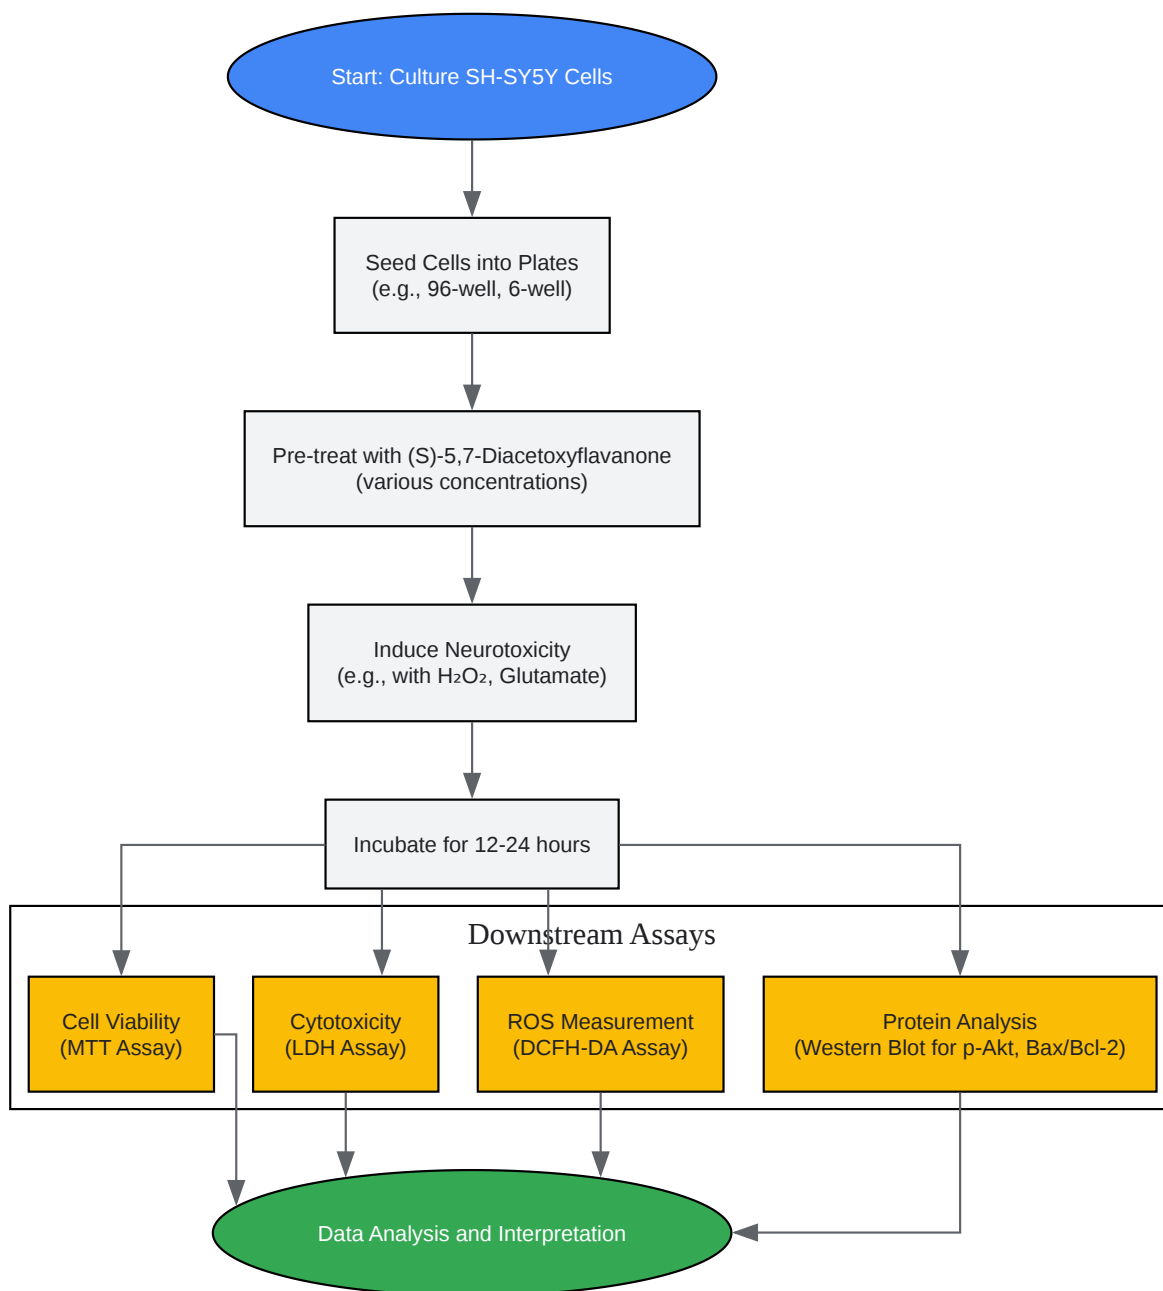 Start: Culture SH-SY5Y Cells
Seed Cells into Plates
(e.g., 96-well, 6-well)
Pre-treat with (S)-5,7-Diacetoxyflavanone
(various concentrations)
Induce Neurotoxicity
(e.g., with H₂O₂, Glutamate)
Incubate for 12-24 hours
Downstream Assays
Cell Viability
(MTT Assay)
Cytotoxicity
(LDH Assay)
ROS Measurement
(DCFH-DA Assay)
Protein Analysis
(Western Blot for p-Akt, Bax/Bcl-2)
Data Analysis and Interpretation